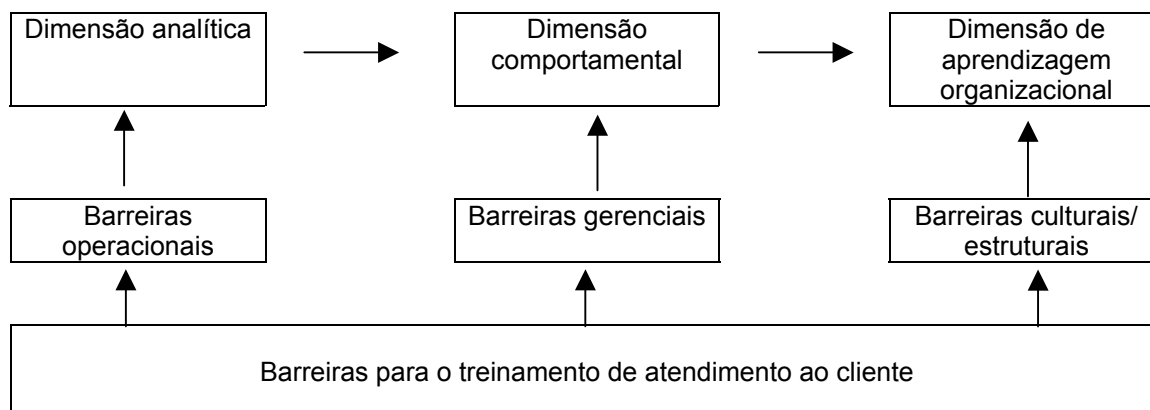 Dimensão analítica
Dimensão
comportamental
Dimensão de
aprendizagem
organizacional
Barreiras
operacionais
Barreiras gerenciais
Barreiras culturais/
estruturais
Barreiras para o treinamento de atendimento ao cliente